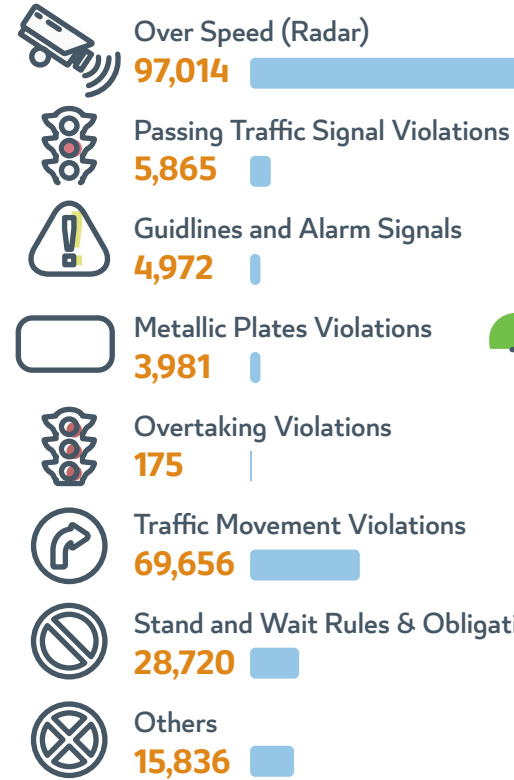 Over Speed (Radar)
97,014
Passing Traffic Signal Violations
5,865
Guidlines and Alarm Signals
4,972
Metallic Plates Violations
3,981
Overtaking Violations
175
Traffic Movement Violations
69,656
Stand and Wait Rules &
28,720
Others
15,836